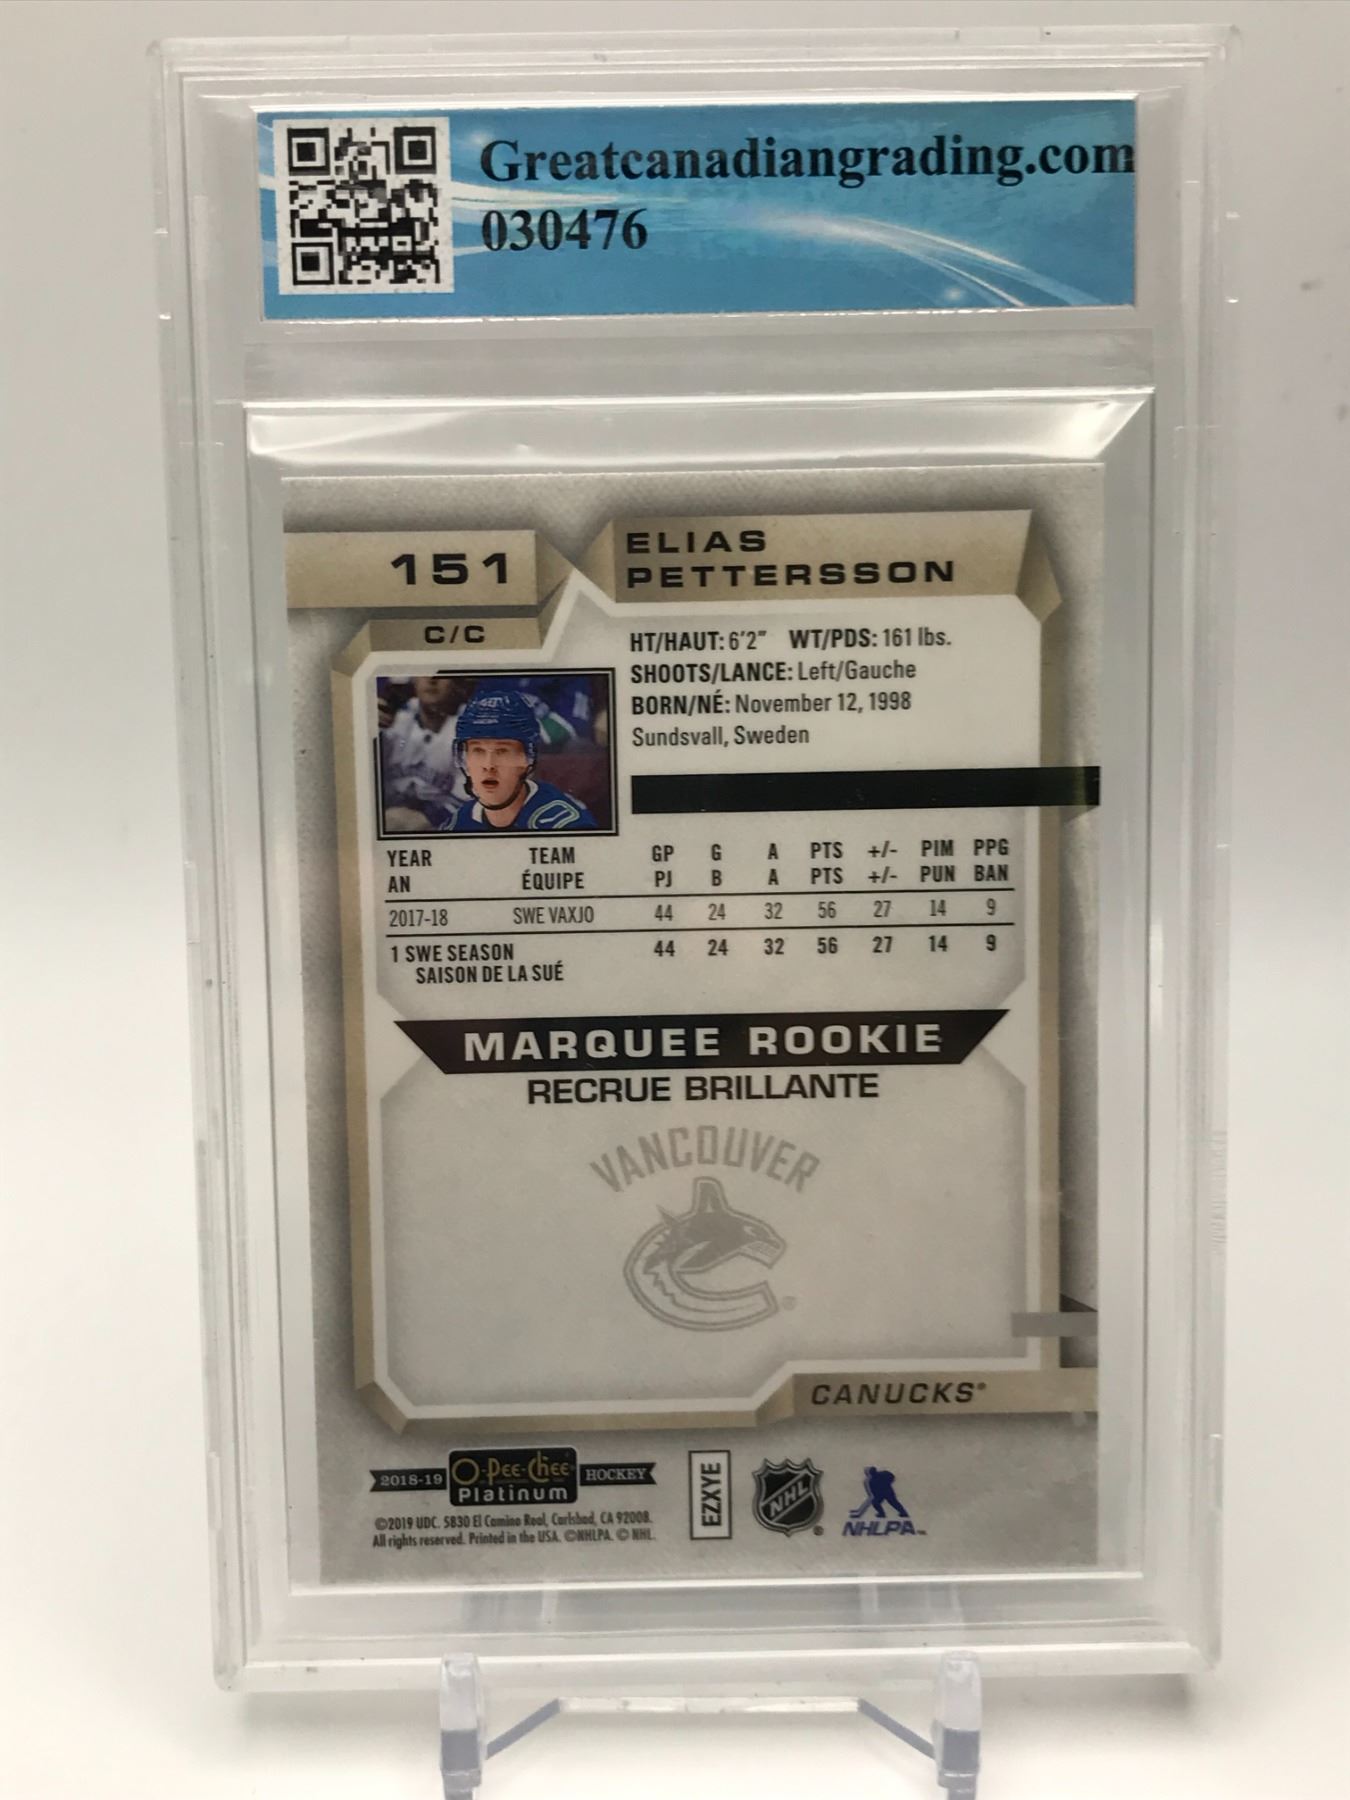 Greatcanadiangrading.com
030476
151
ELIAS
PETTERSSON
C/C
HT/HAUT: 6'2" WT/PDS: 161 lbs.
SHOOTS/LANCE: Left/Gauche
BORN/NÉ: November 12, 1998
Sundsvall, Sweden
YEAR TEAM GP G A PTS +/- PIM PPG
AN ÉQUIPE PJ B A PTS +/- PUN BAN
2017-18 SWE VAXJO 44 24 32 56 27 14 9
1 SWE SEASON 44 24 32 56 27 14 9
SAISON DE LA SUÉ
MARQUEE ROOKIE
RECRUE BRILLANTE
VANCOUVER
®
CANUCKS®
2018-19 O-Pee-Chee HOCKEY
Platinum
©2019 UDC. 5830 El Camino Real, Carlsbad, CA 92008.
All rights reserved. Printed in the USA. ©NHLPA. © NHL.
EZXYE
NHL®
NHLPA™